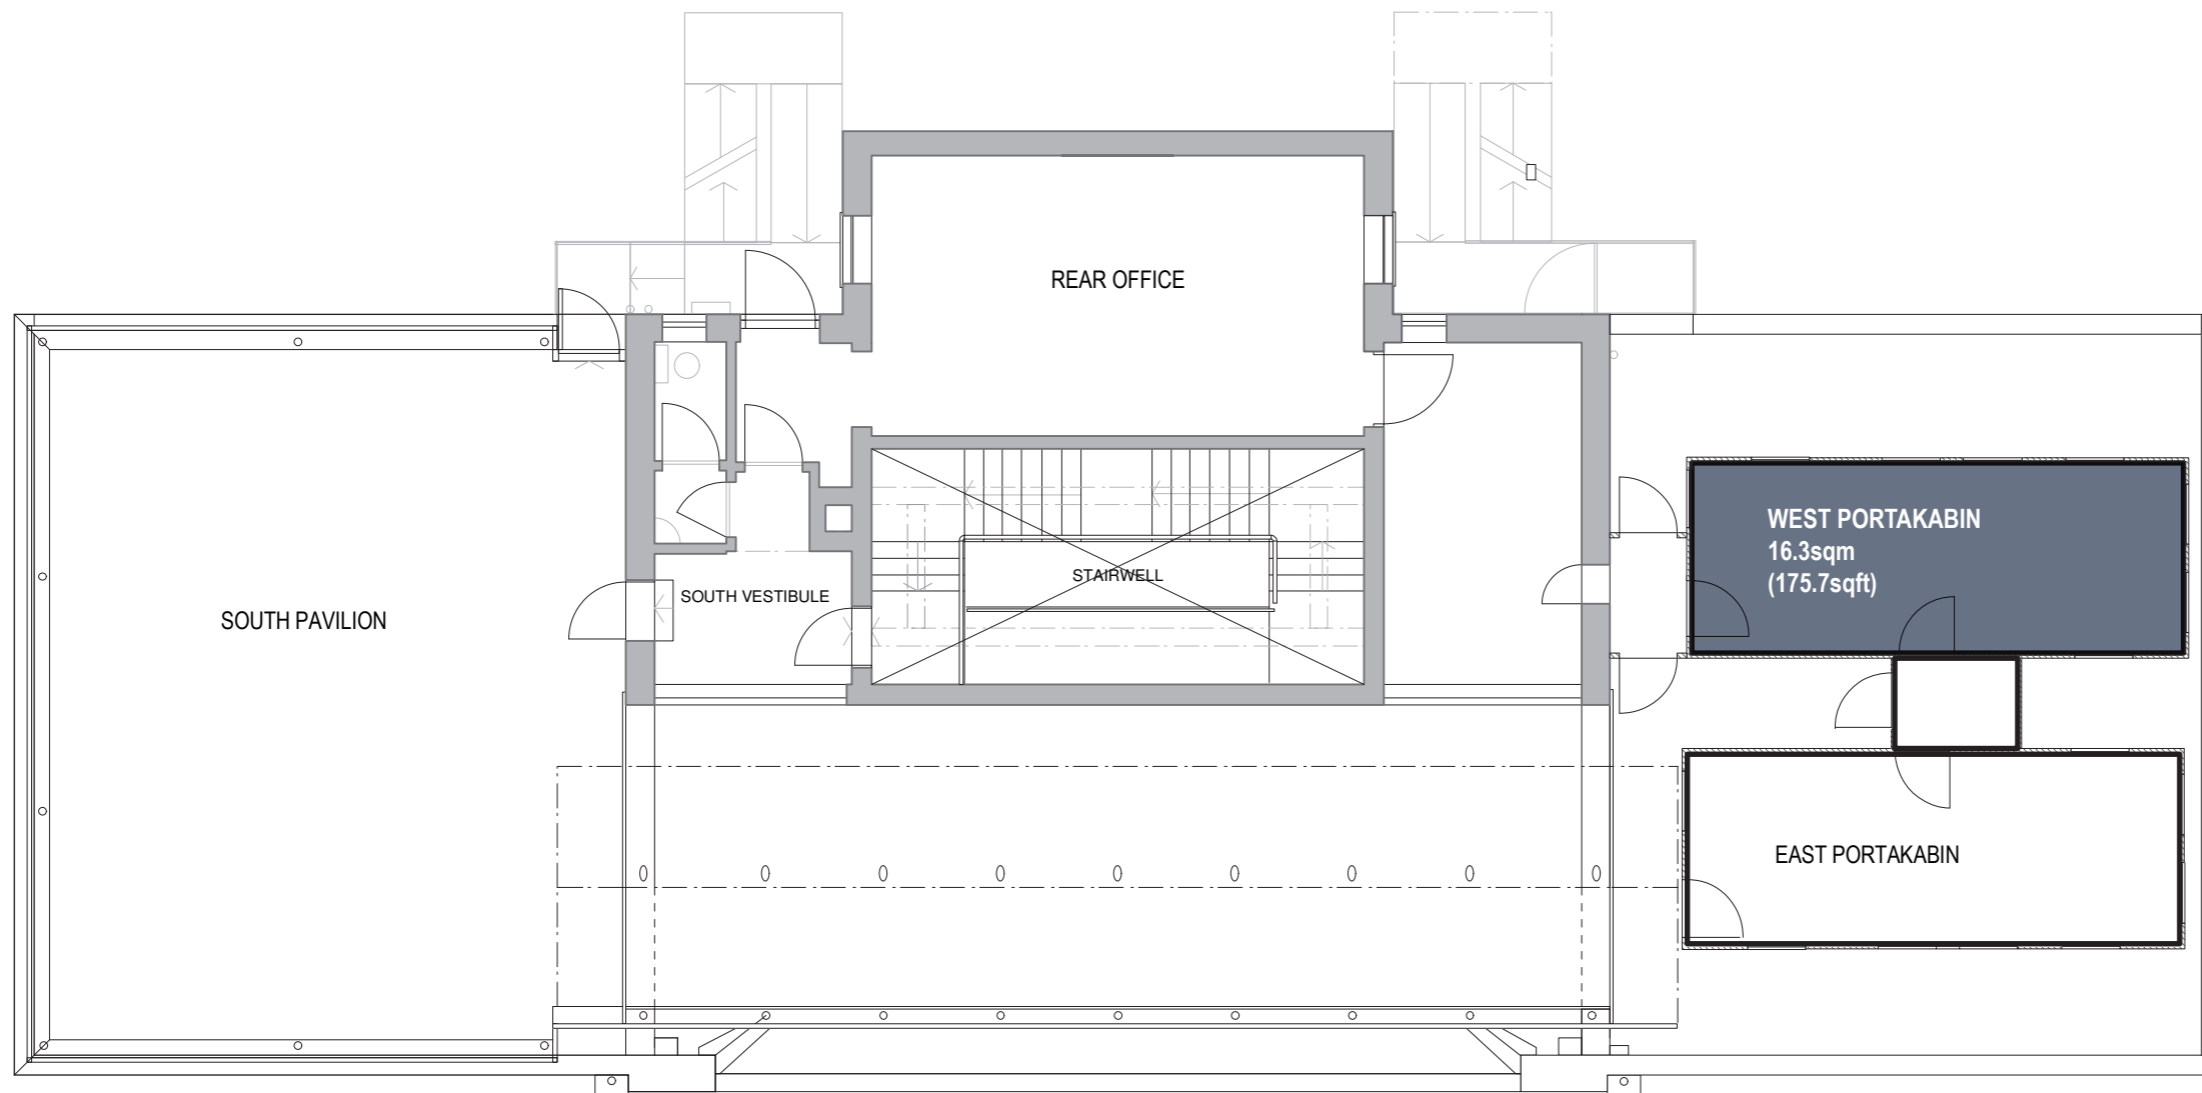 REAR OFFICE
WEST PORTAKABIN
16.3sqm
(175.7sqft)
STAIRWELL
SOUTH VESTIBULE
SOUTH PAVILION
EAST PORTAKABIN